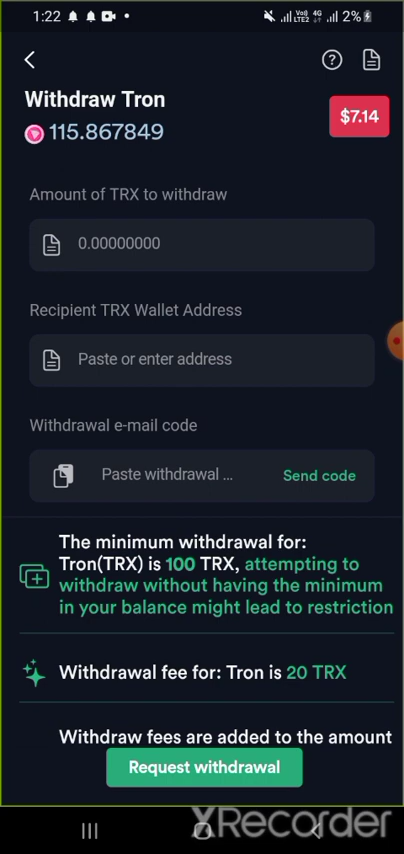 1:22
Vo)) LTE2 4G 2%
Withdraw Tron
115.867849
$7.14
Amount of TRX to withdraw
0.00000000
Recipient TRX Wallet Address
Paste or enter address
Withdrawal e-mail code
Paste withdrawal ... Send code
The minimum withdrawal for:
Tron(TRX) is 100 TRX, attempting to
withdraw without having the minimum
in your balance might lead to restriction
Withdrawal fee for: Tron is 20 TRX
Withdraw fees are added to the amount
Request withdrawal
XRecorder